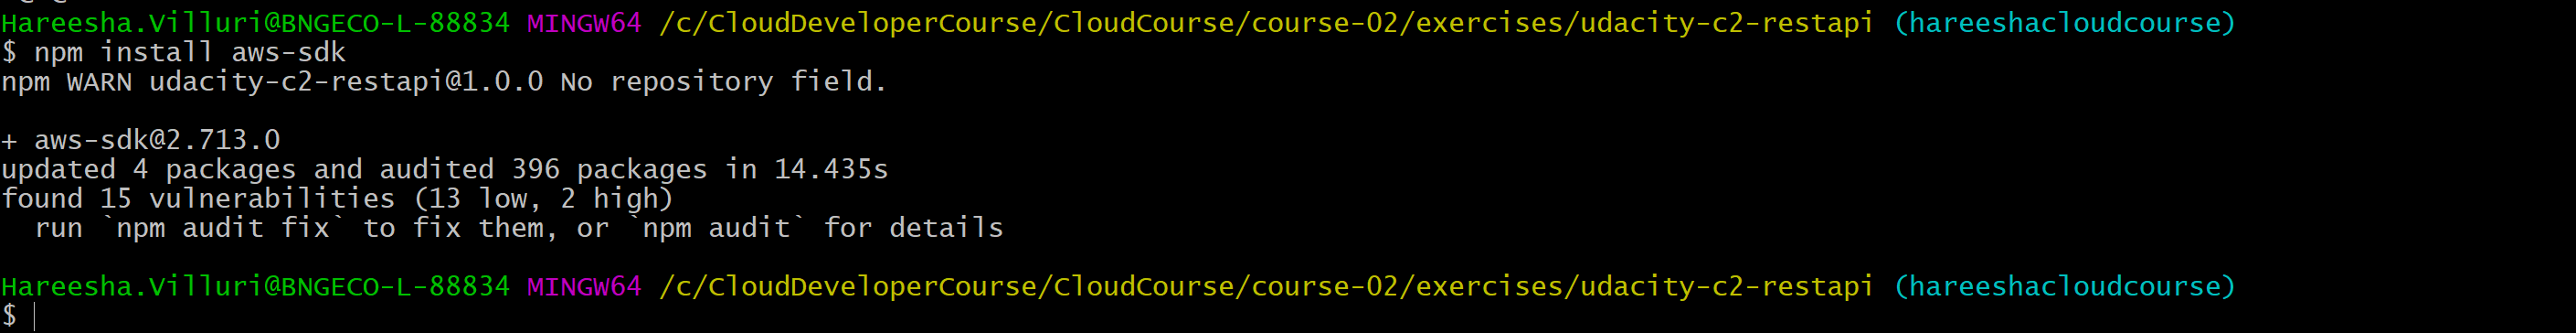 Hareesha.Villuri@BNGECO-L-88834 MINGW64 /c/CloudDeveloperCourse/CloudCourse/course-02/exercises/udacity-c2-restapi (hareeshacloudcourse)
$ npm install aws-sdk
npm WARN udacity-c2-restapi@1.0.0 No repository field.
+ aws-sdk@2.713.0
updated 4 packages and audited 396 packages in 14.435s
found 15 vulnerabilities (13 low, 2 high)
  run `npm audit fix` to fix them, or `npm audit` for details
Hareesha.Villuri@BNGECO-L-88834 MINGW64 /c/CloudDeveloperCourse/CloudCourse/course-02/exercises/udacity-c2-restapi (hareeshacloudcourse)
$